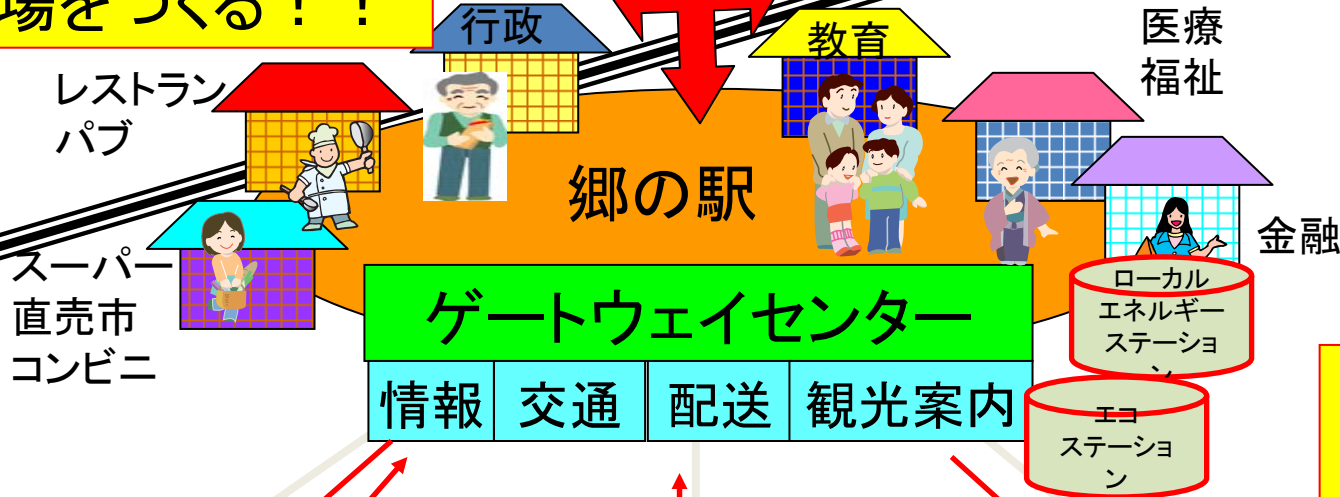 場をつくる！！
行政
教育
医療
福祉
レストラン
パブ
郷の駅
金融
スーパー
直売市
コンビニ
ローカル
エネルギー
ステーショ
ン
ゲートウェイセンター
情報
交通
配送
観光案内
エコ
ステーショ
ン